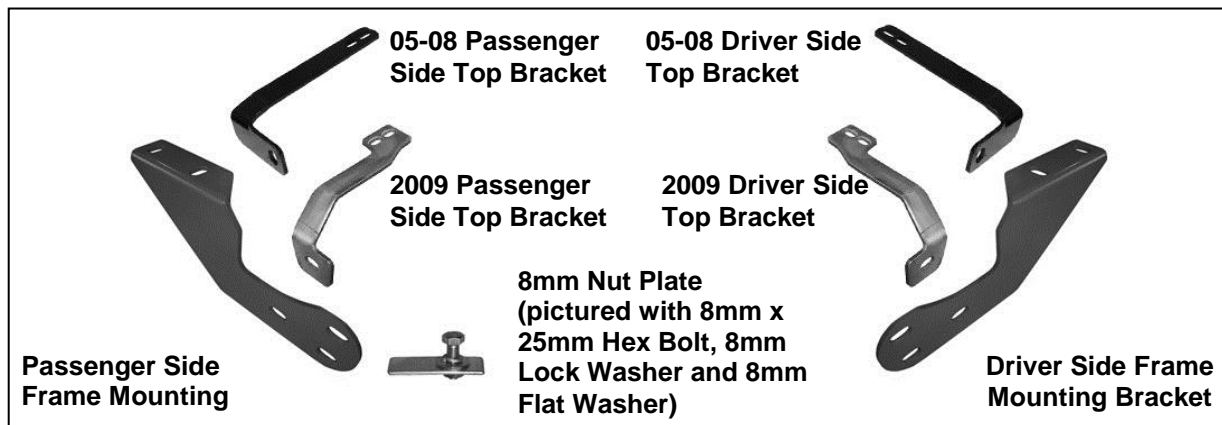 05-08 Passenger
Side Top Bracket
05-08 Driver Side
Top Bracket
2009 Passenger
Side Top Bracket
2009 Driver Side
Top Bracket
8mm Nut Plate
(pictured with 8mm x
25mm Hex Bolt, 8mm
Lock Washer and 8mm
Flat Washer)
Passenger Side
Frame Mounting
Driver Side Frame
Mounting Bracket